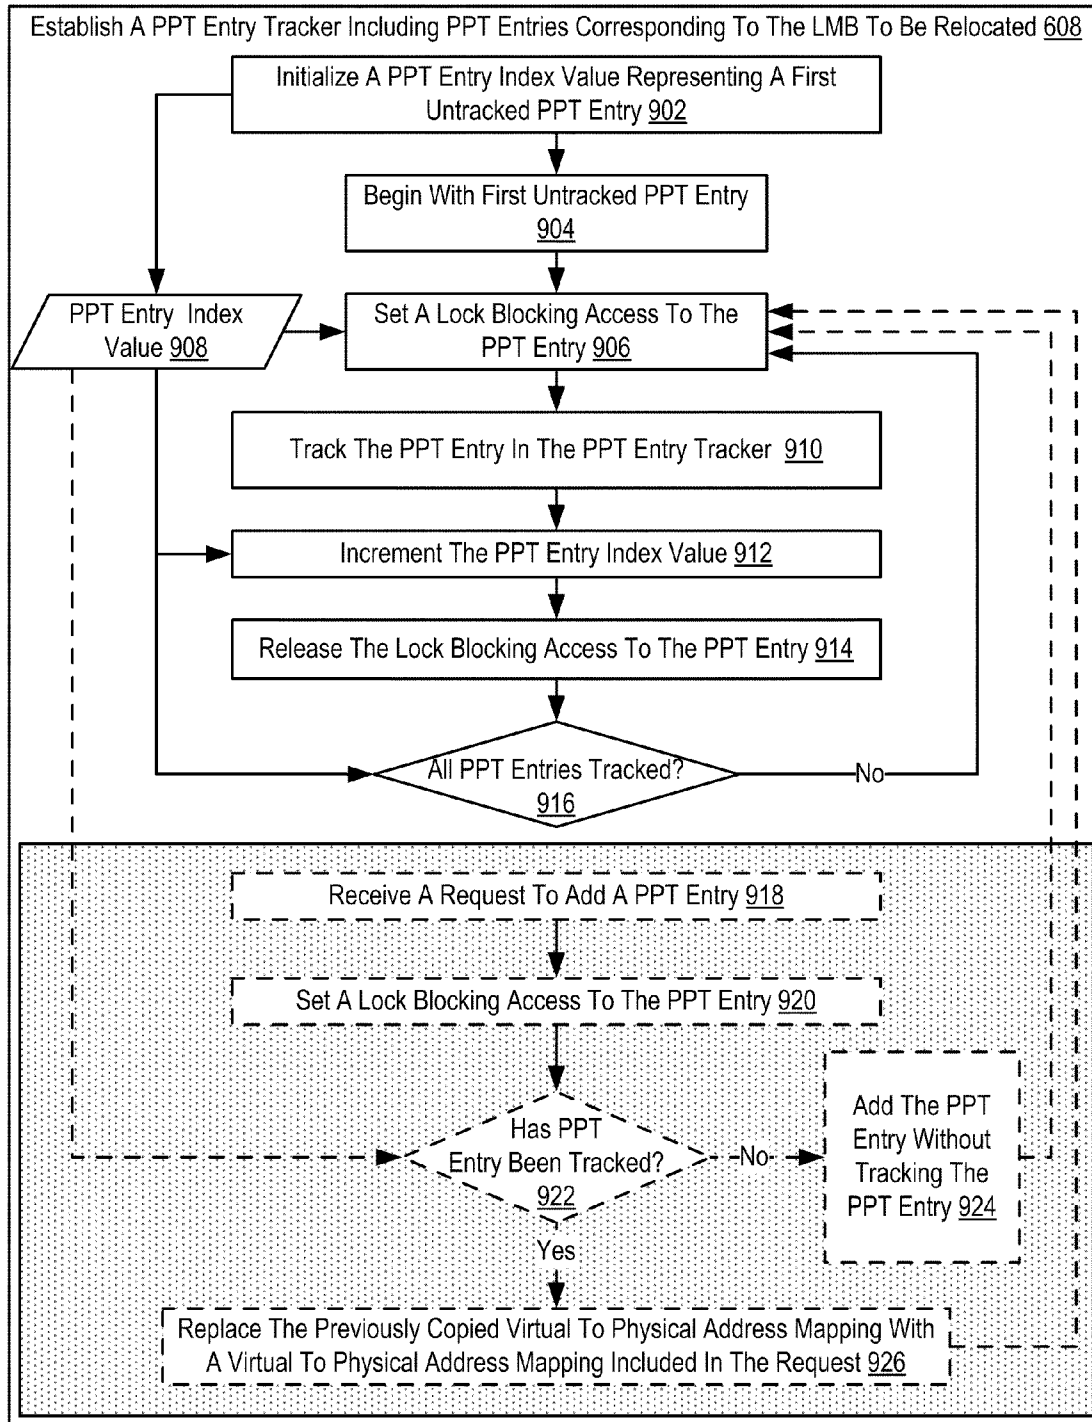 Establish A PPT Entry Tracker Including PPT Entries Corresponding To The LMB To Be Relocated 608
Initialize A PPT Entry Index Value Representing A First
Untracked PPT Entry 902
Begin With First Untracked PPT Entry
904
PPT Entry Index
Value 908
Set A Lock Blocking Access To The
PPT Entry 906
Track The PPT Entry In The PPT Entry Tracker 910
Increment The PPT Entry Index Value 912
Release The Lock Blocking Access To The PPT Entry 914
All PPT Entries Tracked?
916
No
Receive A Request To Add A PPT Entry 918
Set A Lock Blocking Access To The PPT Entry 920
Has PPT
Entry Been Tracked?
922
No
Add The PPT
Entry Without
Tracking The
PPT Entry 924
Yes
Replace The Previously Copied Virtual To Physical Address Mapping With
A Virtual To Physical Address Mapping Included In The Request 926